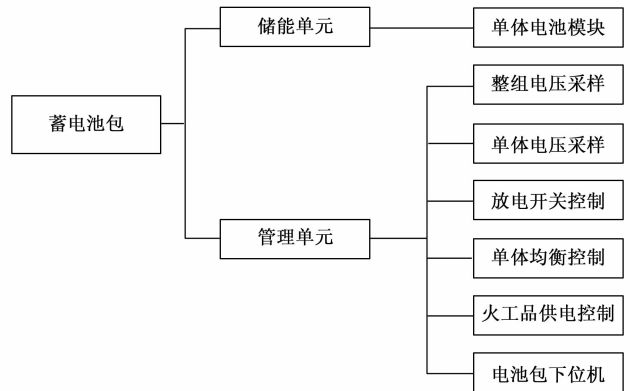 储能单元
单体电池模块
整组电压采样
蓄电池包
单体电压采样
放电开关控制
管理单元
单体均衡控制
火工品供电控制
电池包下位机